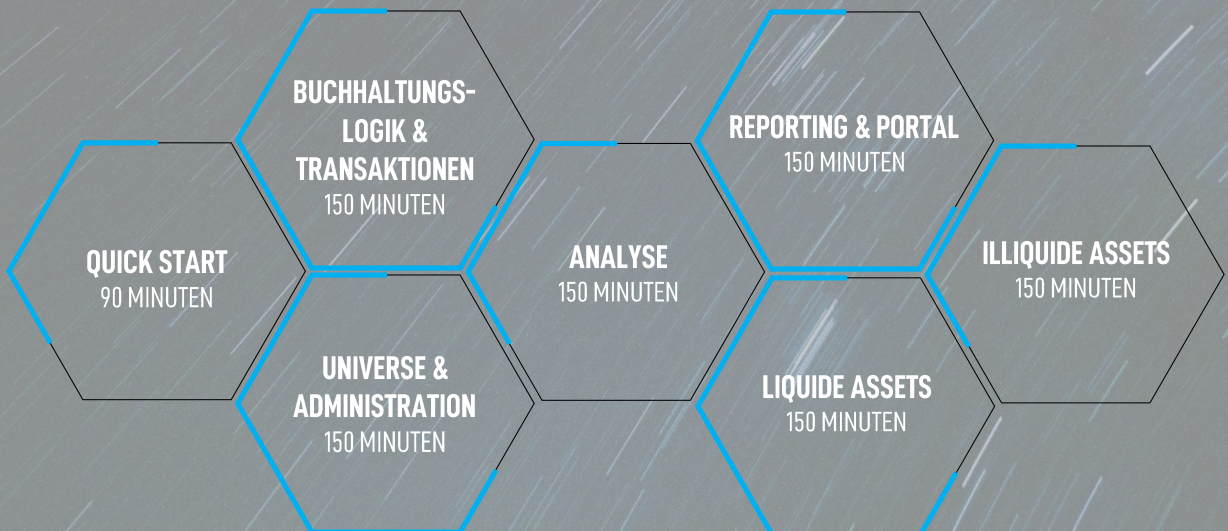 QUICK START
90 MINUTEN
BUCHHALTUNGS-
LOGIK &
TRANSAKTIONEN
150 MINUTEN
UNIVERSE &
ADMINISTRATION
150 MINUTEN
ANALYSE
150 MINUTEN
REPORTING & PORTAL
150 MINUTEN
LIQUIDE ASSETS
150 MINUTEN
ILLIQUIDE ASSETS
150 MINUTEN